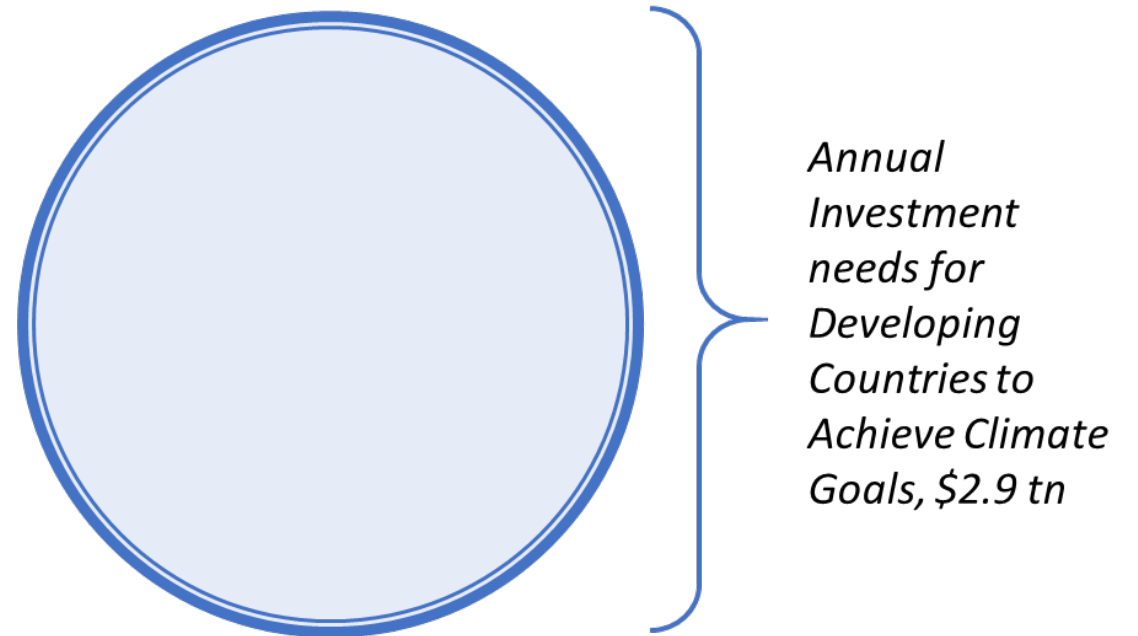 Annual
Investment
needs for
Developing
Countries to
Achieve Climate
Goals, $2.9 tn